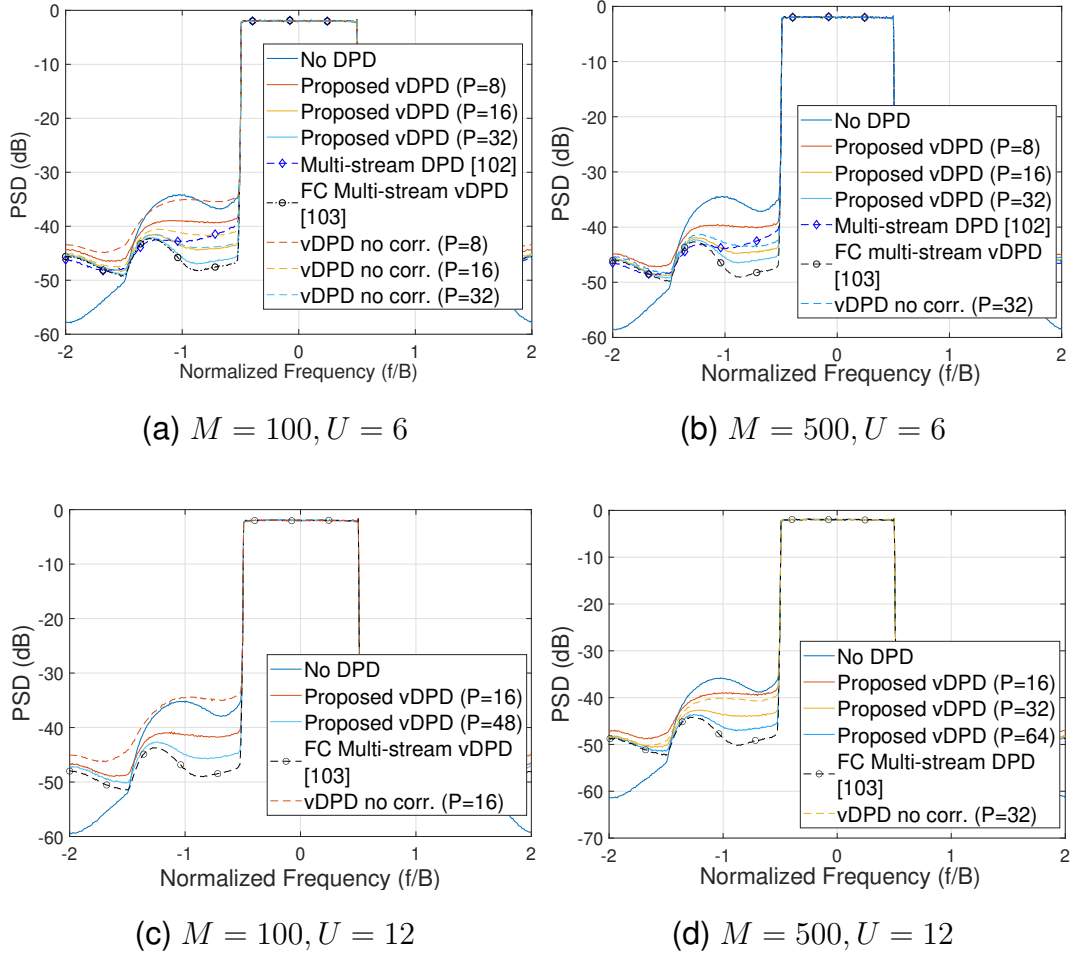 0
-10
-20
-30
-40
-50
-60
PSD (dB)
-2
-1
0
1
2
Normalized Frequency (f/B)
No DPD
Proposed vDPD (P=8)
Proposed vDPD (P=16)
Proposed vDPD (P=32)
Multi-stream DPD [102]
FC Multi-stream vDPD
[103]
vDPD no corr. (P=8)
vDPD no corr. (P=16)
vDPD no corr. (P=32)
(a) M = 100, U = 6
0
-10
-20
-30
-40
-50
-60
PSD (dB)
-2
-1
0
1
2
Normalized Frequency (f/B)
No DPD
Proposed vDPD (P=8)
Proposed vDPD (P=16)
Proposed vDPD (P=32)
Multi-stream DPD [102]
FC multi-stream vDPD
[103]
vDPD no corr. (P=32)
(b) M = 500, U = 6
0
-10
-20
-30
-40
-50
-60
PSD (dB)
-2
-1
0
1
2
Normalized Frequency (f/B)
No DPD
Proposed vDPD (P=16)
Proposed vDPD (P=48)
FC Multi-stream vDPD
[103]
vDPD no corr. (P=16)
(c) M = 100, U = 12
0
-10
-20
-30
-40
-50
-60
-70
PSD (dB)
-2
-1
0
1
2
Normalized Frequency (f/B)
No DPD
Proposed vDPD (P=16)
Proposed vDPD (P=32)
Proposed vDPD (P=64)
FC Multi-stream DPD
[103]
vDPD no corr. (P=32)
(d) M = 500, U = 12